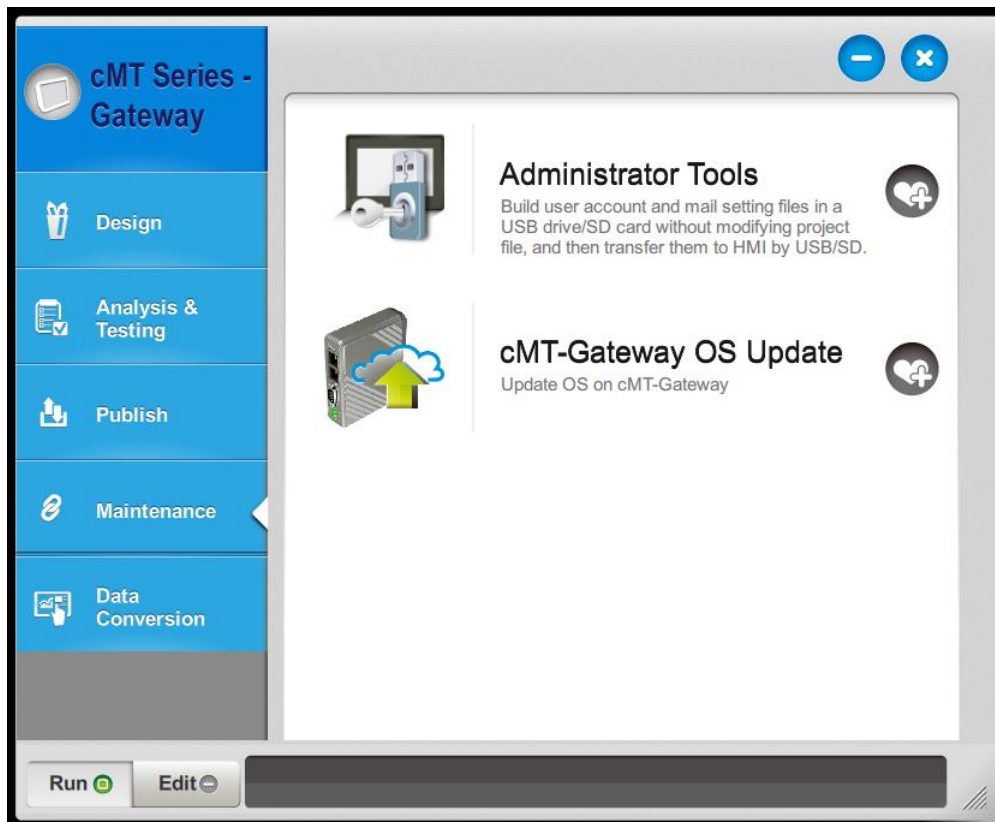 cMT Series -
Gateway
Design
Analysis &
Testing
Publish
Maintenance
Data
Conversion
Administrator Tools
Build user account and mail setting files in a
USB drive/SD card without modifying project
file, and then transfer them to HMI by USB/SD.
cMT-Gateway OS Update
Update OS on cMT-Gateway
Run
Edit